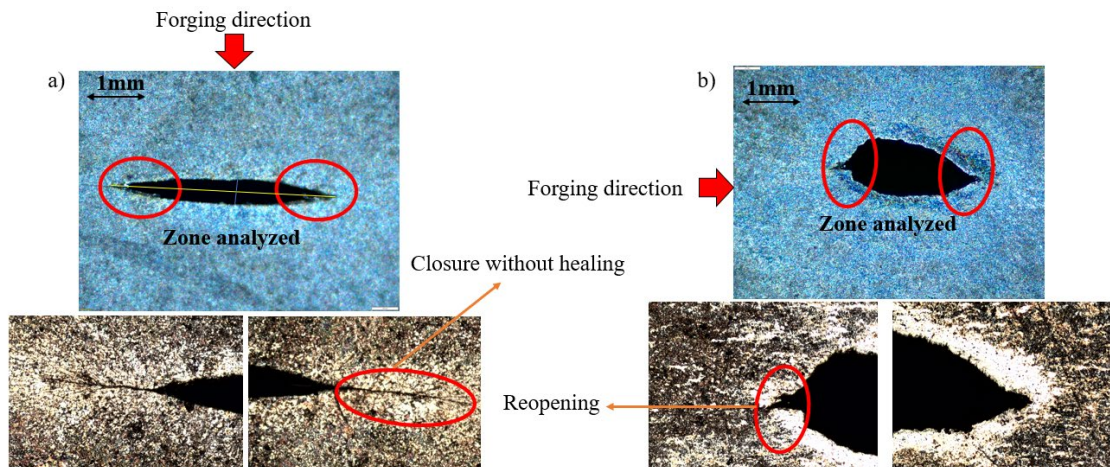 Forging direction
a)
1mm
Zone analyzed
Closure without healing
b)
1mm
Forging direction
Zone analyzed
Reopening